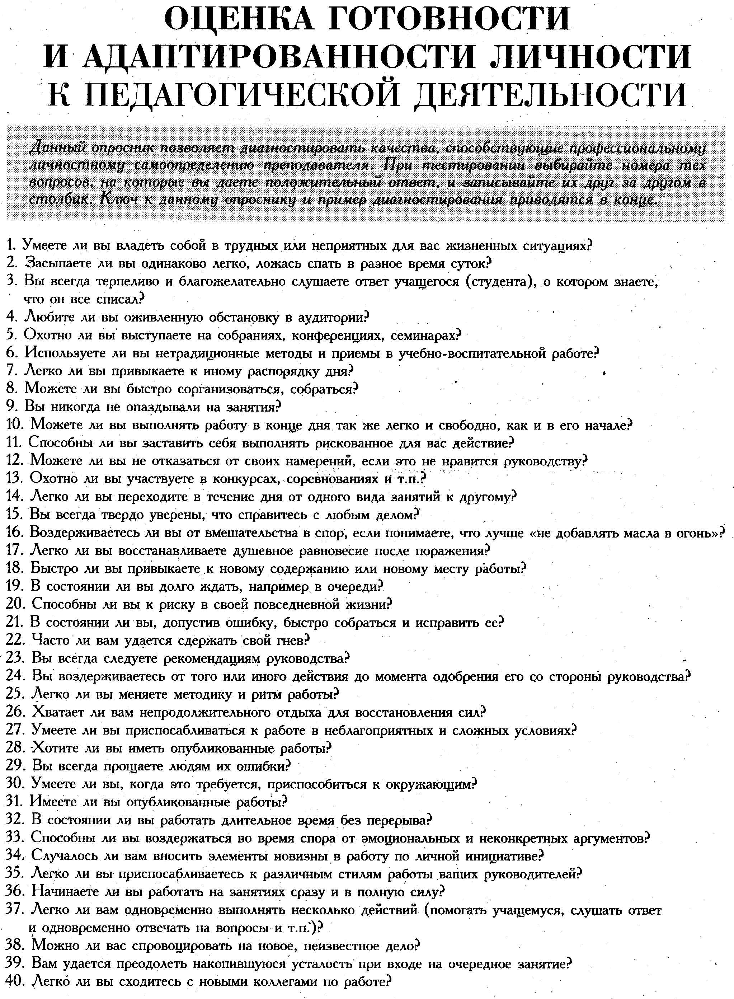 ОЦЕНКА ГОТОВНОСТИ
И АДАПТИРОВАННОСТИ ЛИЧНОСТИ
К ПЕДАГОГИЧЕСКОЙ ДЕЯТЕЛЬНОСТИ
Данный опросник позволяет диагностировать качества, способствующие профессиональному
личностному самоопределению преподавателя. При тестировании выбирайте номера тех
вопросов, на которые вы даете положительный ответ, и записывайте их друг за другом в
столбик. Ключ к данному опроснику и пример диагностирования приводятся в конце.
1. Умеете ли вы владеть собой в трудных или неприятных для вас жизненных ситуациях?
2. Засыпаете ли вы одинаково легко, ложась спать в разное время суток?
3. Вы всегда терпеливо и благожелательно слушаете ответ учащегося (студента), о котором знаете,
что он все списал?
4. Любите ли вы оживленную обстановку в аудитории?
5. Охотно ли вы выступаете на собраниях, конференциях, семинарах?
6. Используете ли вы нетрадиционные методы и приемы в учебно-воспитательной работе?
7. Легко ли вы привыкаете к иному распорядку дня?
8. Можете ли вы быстро сорганизоваться, собраться?
9. Вы никогда не опаздывали на занятия?
10. Можете ли вы выполнять работу в конце дня так же легко и свободно, как и в его начале?
11. Способны ли вы заставить себя выполнять рискованное для вас действие?
12. Можете ли вы не отказаться от своих намерений, если это не нравится руководству?
13. Охотно ли вы участвуете в конкурсах, соревнованиях и т.п.?
14. Легко ли вы переходите в течение дня от одного вида занятий к другому?
15. Вы всегда твердо уверены, что справитесь с любым делом?
16. Воздерживаетесь ли вы от вмешательства в спор, если понимаете, что лучше «не добавлять масла в огонь»?
17. Легко ли вы восстанавливаете душевное равновесие после поражения?
18. Быстро ли вы привыкаете к новому содержанию или новому месту работы?
19. В состоянии ли вы долго ждать, например в очереди?
20. Способны ли вы к риску в своей повседневной жизни?
21. В состоянии ли вы, допустив ошибку, быстро собраться и исправить ее?
22. Часто ли вам удается сдержать свой гнев?
23. Вы всегда следуете рекомендациям руководства?
24. Вы воздерживаетесь от того или иного действия до момента одобрения его со стороны руководства?
25. Легко ли вы меняете методику и ритм работы?
26. Хватает ли вам непродолжительного отдыха для восстановления сил?
27. Умеете ли вы приспосабливаться к работе в неблагоприятных и сложных условиях?
28. Хотите ли вы иметь опубликованные работы?
29. Вы всегда прощаете людям их ошибки?
30. Умеете ли вы, когда это требуется, приспособиться к окружающим?
31. Имеете ли вы опубликованные работы?
32. В состоянии ли вы работать длительное время без перерыва?
33. Способны ли вы воздержаться во время спора от эмоциональных и неконкретных аргументов?
34. Случалось ли вам вносить элементы новизны в работу по личной инициативе?
35. Легко ли вы приспосабливаетесь к различным стилям работы ваших руководителей?
36. Начинаете ли вы работать на занятиях сразу и в полную силу?
37. Легко ли вам одновременно выполнять несколько действий (помогать учащемуся, слушать ответ
и одновременно отвечать на вопросы и т.п.)?
38. Можно ли вас спровоцировать на новое, неизвестное дело?
39. Вам удается преодолеть накопившуюся усталость при входе на очередное занятие?
40. Легко ли вы сходитесь с новыми коллегами по работе?